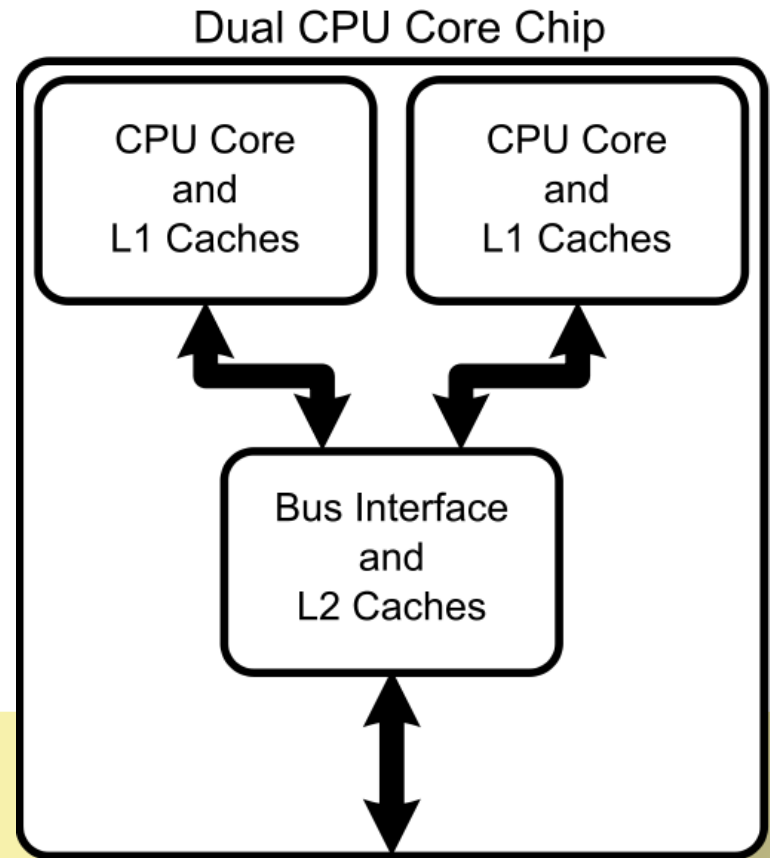 Dual CPU Core Chip
CPU Core
and
L1 Caches
CPU Core
and
L1 Caches
Bus Interface
and
L2 Caches